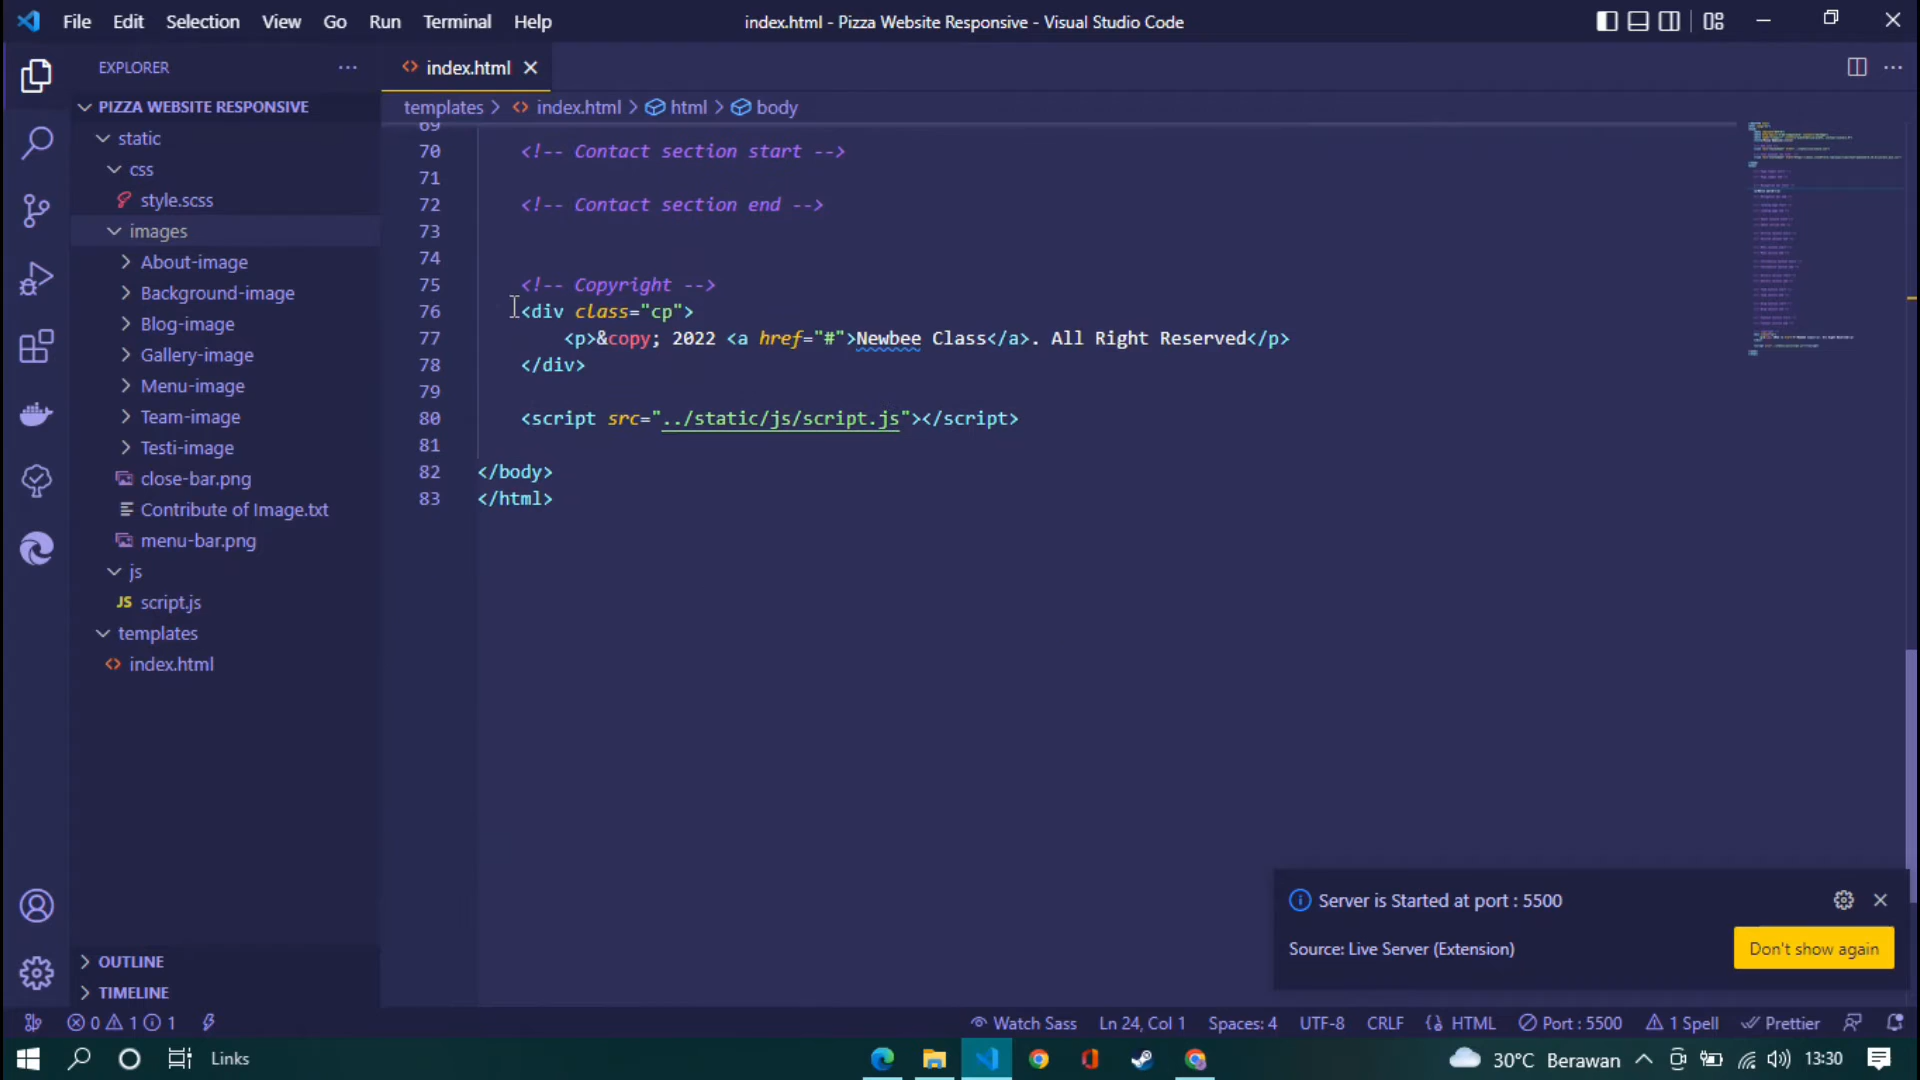 File Edit Selection View Go Run Terminal Help
index.html - Pizza Website Responsive - Visual Studio Code
EXPLORER
index.html
PIZZA WEBSITE RESPONSIVE
static
css
style.scss
images
About-image
Background-image
Blog-image
Gallery-image
Menu-image
Team-image
Testi-image
close-bar.png
Contribute of Image.txt
menu-bar.png
js
JS script.js
templates
index.html
OUTLINE
TIMELINE
templates > index.html > html > body
69
70 <!-- Contact section start -->
71
72 <!-- Contact section end -->
73
74
75 <!-- Copyright -->
76 <div class="cp">
77 <p>&copy; 2022 <a href="#">Newbee Class</a>. All Right Reserved</p>
78 </div>
79
80 <script src="../static/js/script.js"></script>
81
82 </body>
83 </html>
Server is Started at port : 5500
Source: Live Server (Extension)
Don't show again
0 1 1
Watch Sass Ln 24, Col 1 Spaces: 4 UTF-8 CRLF {} HTML Port : 5500 1 Spell Prettier
Links
30°C Berawan 13:30